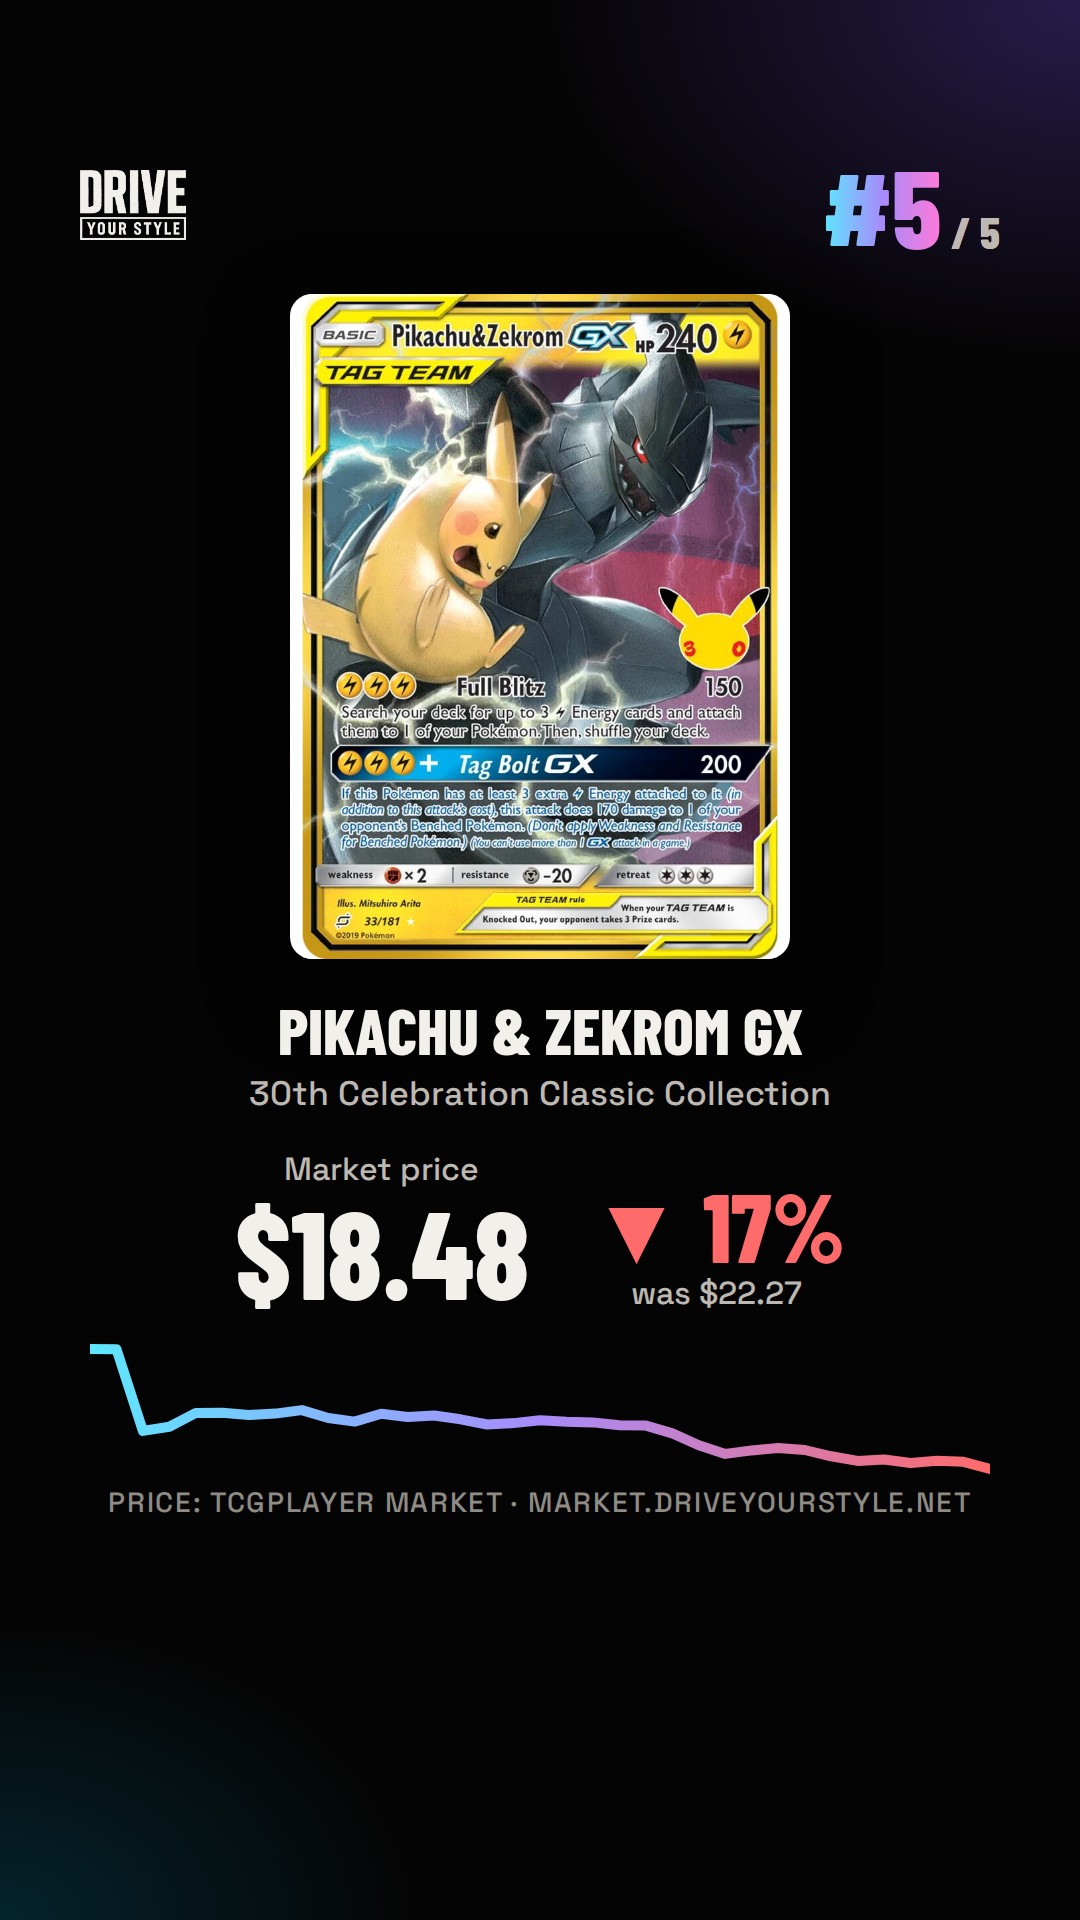 DRIVE
YOUR STYLE
#5 / 5
BASIC Pikachu&Zekrom GX HP 240
TAG TEAM
3 0
Full Blitz 150
Search your deck for up to 3 Energy cards and attach
them to 1 of your Pokémon. Then, shuffle your deck.
+ Tag Bolt GX 200
If this Pokémon has at least 3 extra Energy attached to it (in
addition to this attack's cost), this attack does 170 damage to 1 of your
opponent's Benched Pokémon. (Don't apply Weakness and Resistance
for Benched Pokémon.) (You can't use more than 1 GX attack in a game.)
weakness ×2 resistance -20 retreat
Illus. Mitsuhiro Arita
33/181
©2019 Pokémon
TAG TEAM rule
When your TAG TEAM is
Knocked Out, your opponent takes 3 Prize cards.
PIKACHU & ZEKROM GX
30th Celebration Classic Collection
Market price
$18.48
▼ 17%
was $22.27
PRICE: TCGPLAYER MARKET · MARKET.DRIVEYOURSTYLE.NET